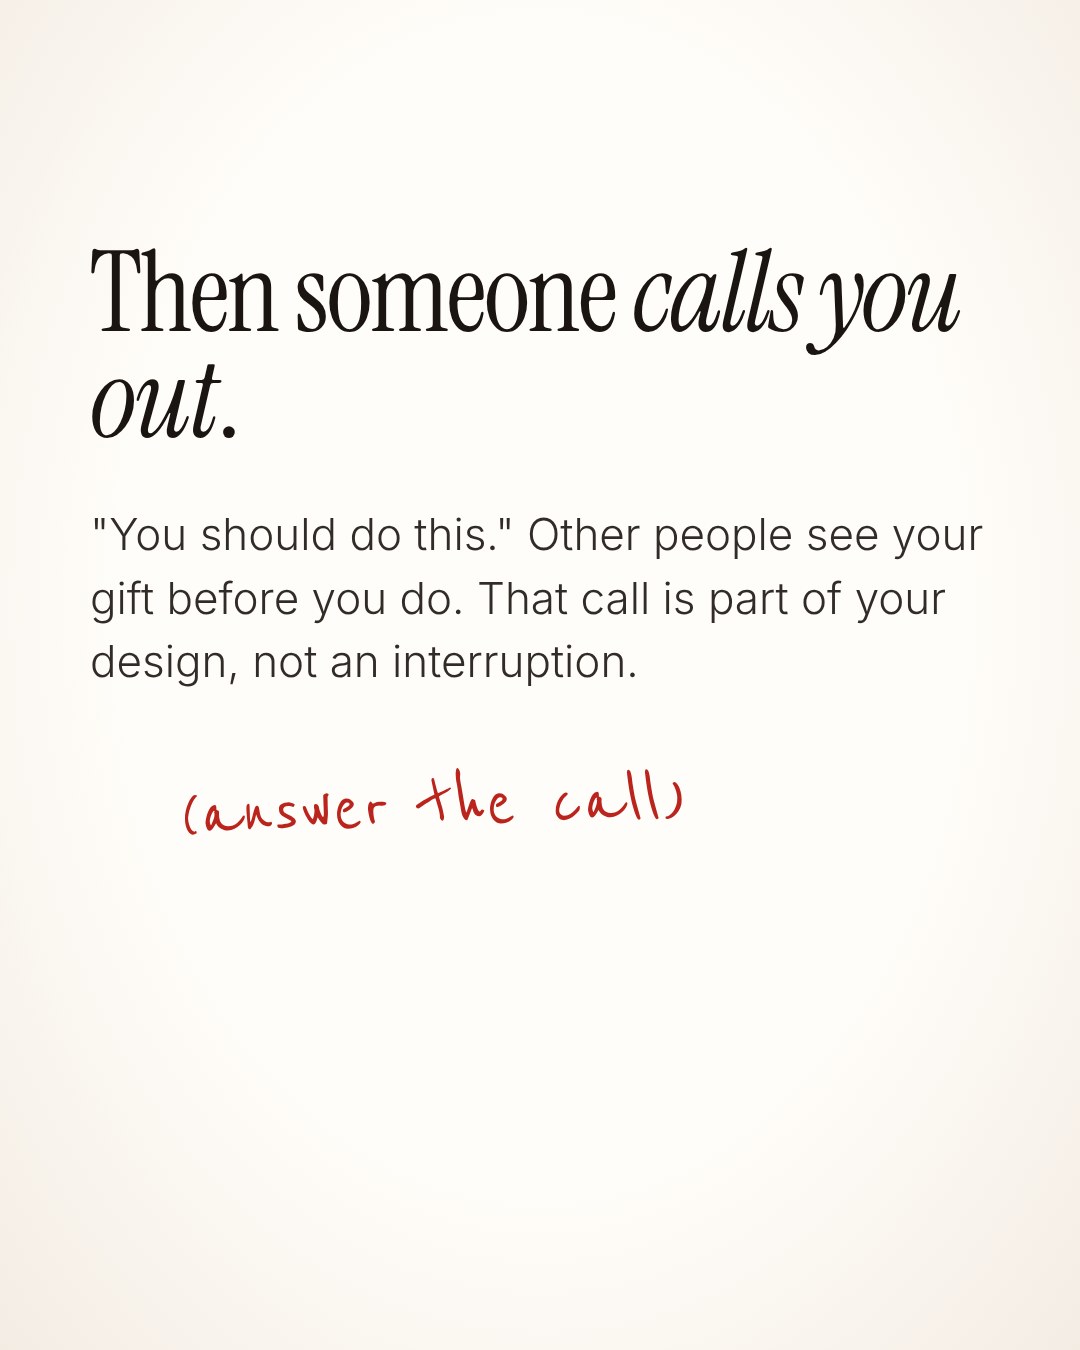 Then someone calls you
out.
"You should do this." Other people see your
gift before you do. That call is part of your
design, not an interruption.
(answer the call)